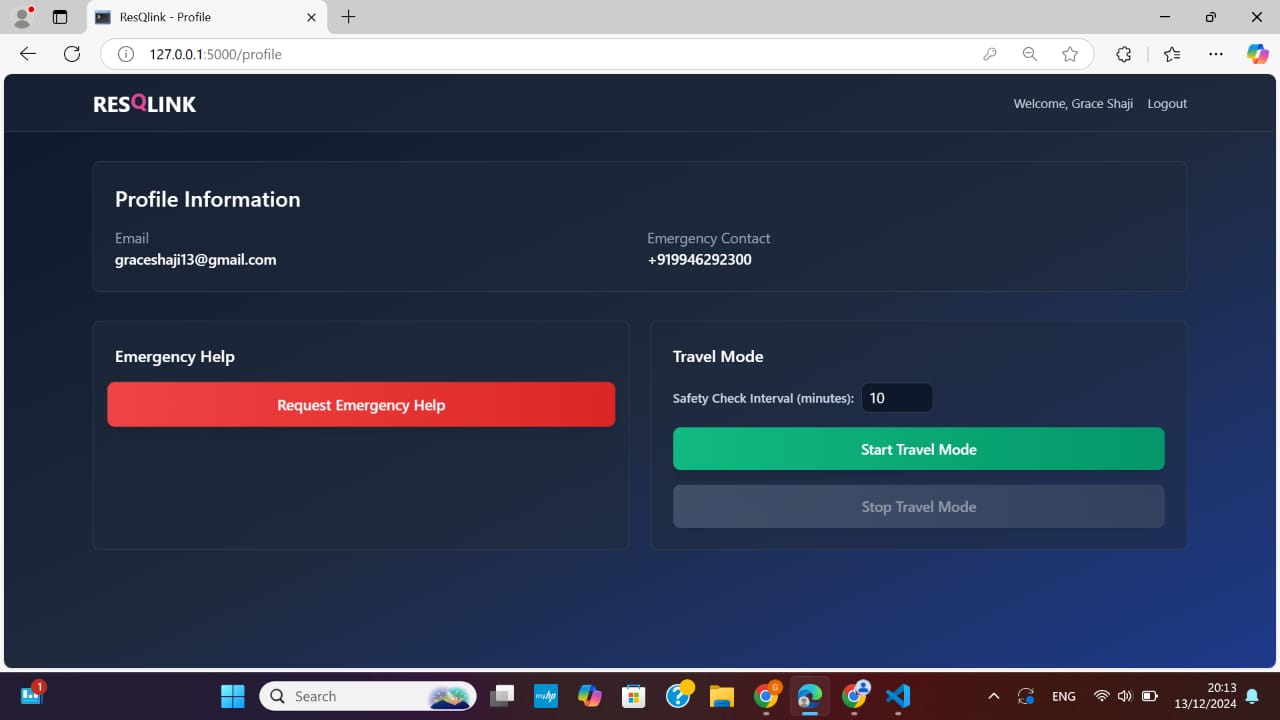 ResQlink - Profile
127.0.0.1:5000/profile
RESQLINK
Welcome, Grace Shaji Logout
Profile Information
Email
graceshaji13@gmail.com
Emergency Contact
+919946292300
Emergency Help
Request Emergency Help
Travel Mode
Safety Check Interval (minutes): 10
Start Travel Mode
Stop Travel Mode
1
Search
myhp
G
ENG
20:13
13/12/2024